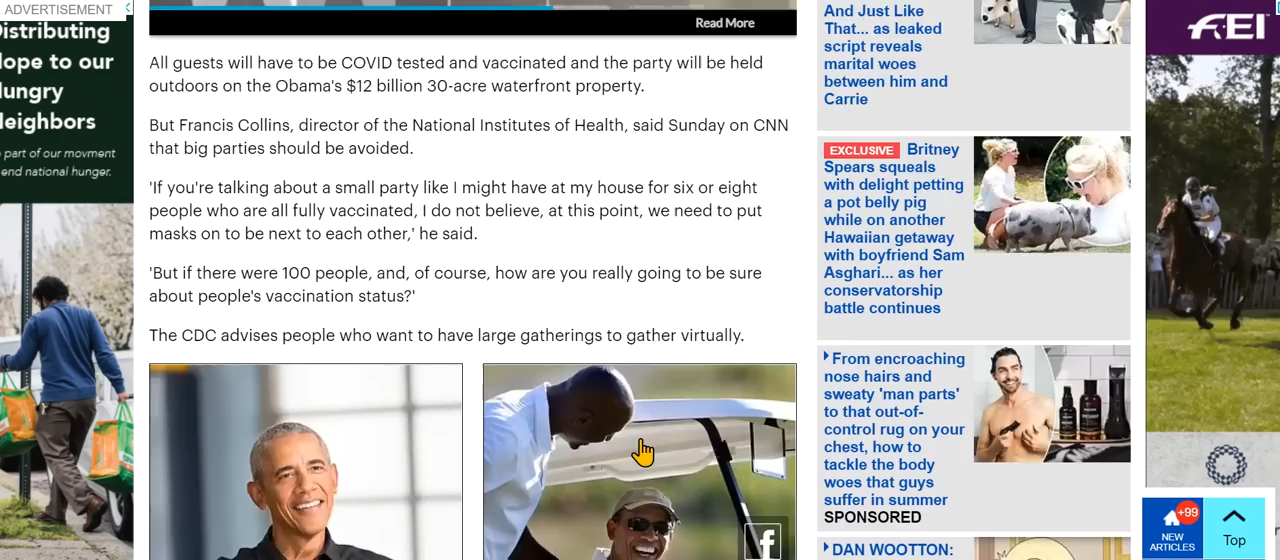 ADVERTISEMENT
Distributing
Hope to our
Hungry
Neighbors
part of our movment
end national hunger.
Read More
All guests will have to be COVID tested and vaccinated and the party will be held
outdoors on the Obama's $12 billion 30-acre waterfront property.
But Francis Collins, director of the National Institutes of Health, said Sunday on CNN
that big parties should be avoided.
'If you're talking about a small party like I might have at my house for six or eight
people who are all fully vaccinated, I do not believe, at this point, we need to put
masks on to be next to each other,' he said.
'But if there were 100 people, and, of course, how are you really going to be sure
about people's vaccination status?'
The CDC advises people who want to have large gatherings to gather virtually.
And Just Like
That... as leaked
script reveals
marital woes
between him and
Carrie
EXCLUSIVE Britney
Spears squeals
with delight petting
a pot belly pig
while on another
Hawaiian getaway
with boyfriend Sam
Asghari... as her
conservatorship
battle continues
From encroaching
nose hairs and
sweaty 'man parts'
to that out-of-
control rug on your
chest, how to
tackle the body
woes that guys
suffer in summer
SPONSORED
DAN WOOTTON:
FEI
+99
NEW
ARTICLES
Top